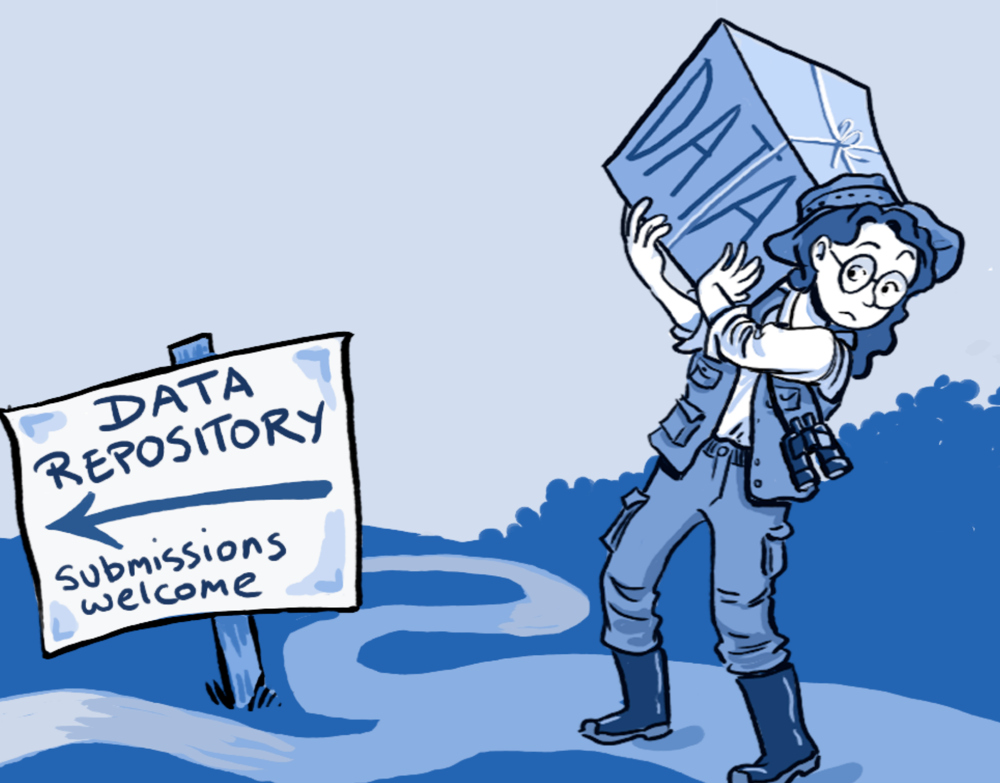 DATA
REPOSITORY
submissions
welcome
DATA